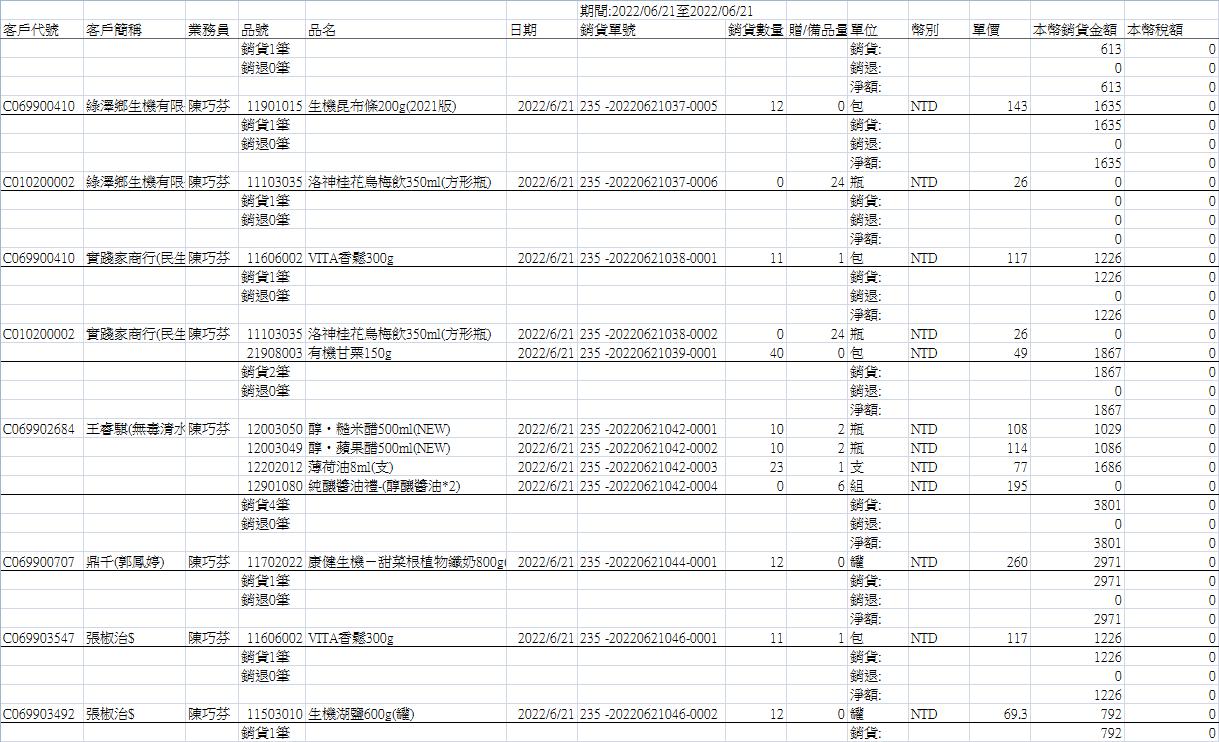 期間:2022/06/21至2022/06/21
客戶代號 客戶簡稱 業務員 品號 品名 日期 銷貨單號 銷貨數量 贈/備品量 單位 幣別 單價 本幣銷貨金額 本幣稅額
銷貨1筆 銷貨: 613 0
銷退0筆 銷退: 0 0
淨額: 613 0
C069900410 綠澤鄉生機有限 陳巧芬 11901015 生機昆布條200g(2021版) 2022/6/21 235 -20220621037-0005 12 0 包 NTD 143 1635 0
銷貨1筆 銷貨: 1635 0
銷退0筆 銷退: 0 0
淨額: 1635 0
C010200002 綠澤鄉生機有限 陳巧芬 11103035 洛神桂花烏梅飲350ml(方形瓶) 2022/6/21 235 -20220621037-0006 0 24 瓶 NTD 26 0 0
銷貨1筆 銷貨: 0 0
銷退0筆 銷退: 0 0
淨額: 0 0
C069900410 實踐家商行(民生 陳巧芬 11606002 VITA香鬆300g 2022/6/21 235 -20220621038-0001 11 1 包 NTD 117 1226 0
銷貨1筆 銷貨: 1226 0
銷退0筆 銷退: 0 0
淨額: 1226 0
C010200002 實踐家商行(民生 陳巧芬 11103035 洛神桂花烏梅飲350ml(方形瓶) 2022/6/21 235 -20220621038-0002 0 24 瓶 NTD 26 0 0
21908003 有機甘栗150g 2022/6/21 235 -20220621039-0001 40 0 包 NTD 49 1867 0
銷貨2筆 銷貨: 1867 0
銷退0筆 銷退: 0 0
淨額: 1867 0
C069902684 王睿騏(無毒清水 陳巧芬 12003050 醇‧糙米醋500ml(NEW) 2022/6/21 235 -20220621042-0001 10 2 瓶 NTD 108 1029 0
12003049 醇‧蘋果醋500ml(NEW) 2022/6/21 235 -20220621042-0002 10 2 瓶 NTD 114 1086 0
12202012 薄荷油8ml(支) 2022/6/21 235 -20220621042-0003 23 1 支 NTD 77 1686 0
12901080 純釀醬油禮-(醇釀醬油*2) 2022/6/21 235 -20220621042-0004 0 6 組 NTD 195 0 0
銷貨4筆 銷貨: 3801 0
銷退0筆 銷退: 0 0
淨額: 3801 0
C069900707 鼎千(郭鳳婷) 陳巧芬 11702022 康健生機－甜菜根植物纖奶800g( 2022/6/21 235 -20220621044-0001 12 0 罐 NTD 260 2971 0
銷貨1筆 銷貨: 2971 0
銷退0筆 銷退: 0 0
淨額: 2971 0
C069903547 張椒治$ 陳巧芬 11606002 VITA香鬆300g 2022/6/21 235 -20220621046-0001 11 1 包 NTD 117 1226 0
銷貨1筆 銷貨: 1226 0
銷退0筆 銷退: 0 0
淨額: 1226 0
C069903492 張椒治$ 陳巧芬 11503010 生機湖鹽600g(罐) 2022/6/21 235 -20220621046-0002 12 0 罐 NTD 69.3 792 0
銷貨1筆 銷貨: 792 0